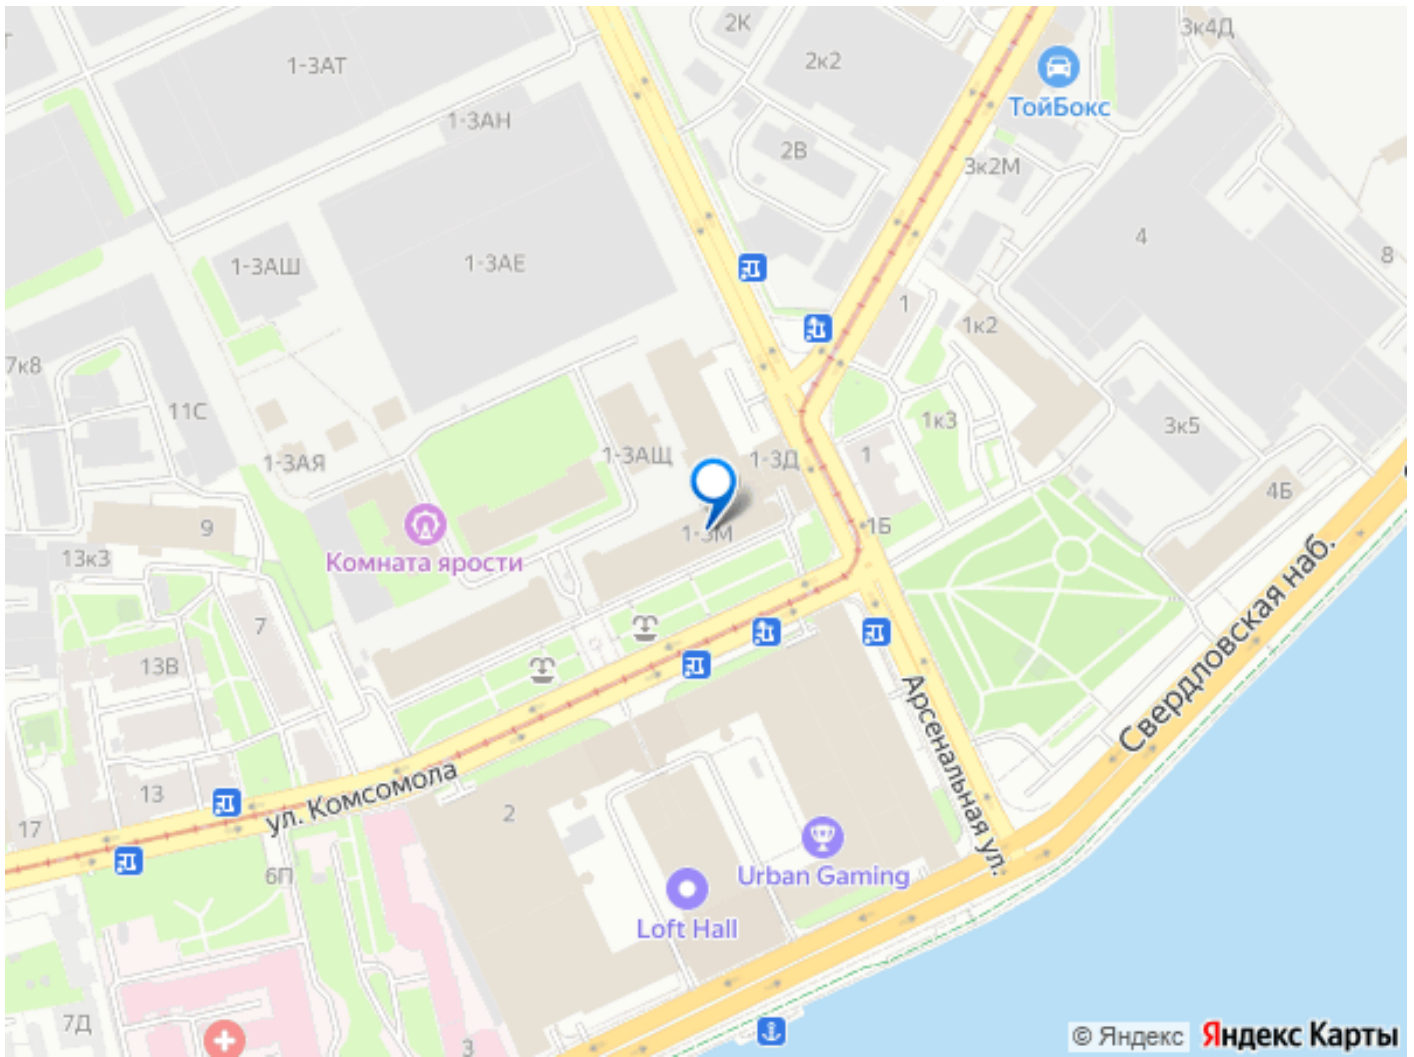 2К
3к4Д
1-3АТ
2к2
ТойБокс
1-3АН
2В
3к2М
4
8
1-3АШ
1-3АЕ
1
1к2
7к8
11С
1к3
3к5
1-3АЩ
1-3Д
1
1-3АЯ
4Б
9
1-3М
1Б
13к3
Комната ярости
Свердловская наб.
7
13В
Арсенальная ул.
ул. Комсомола
13
2
17
Urban Gaming
6П
Loft Hall
7Д
3
© Яндекс Яндекс Карты